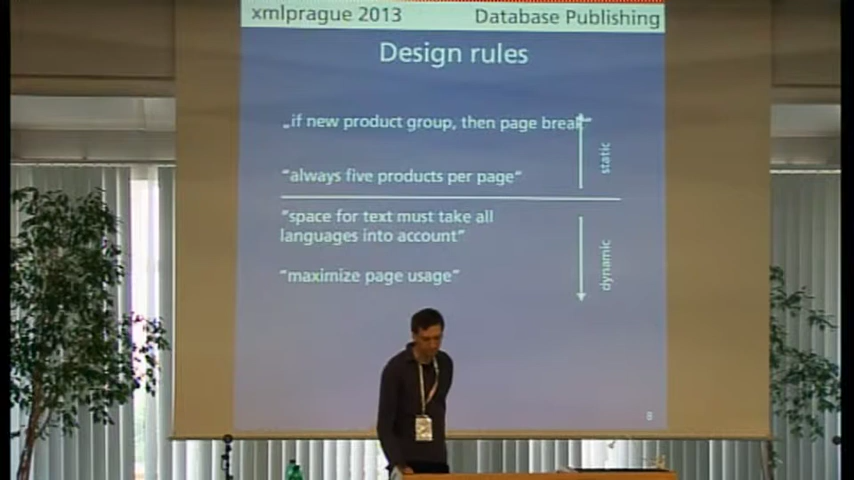 xmlprague 2013 Database Publishing
Design rules
„if new product group, then page break“
static
“always five products per page“
“space for text must take all
languages into account”
dynamic
“maximize page usage”
8